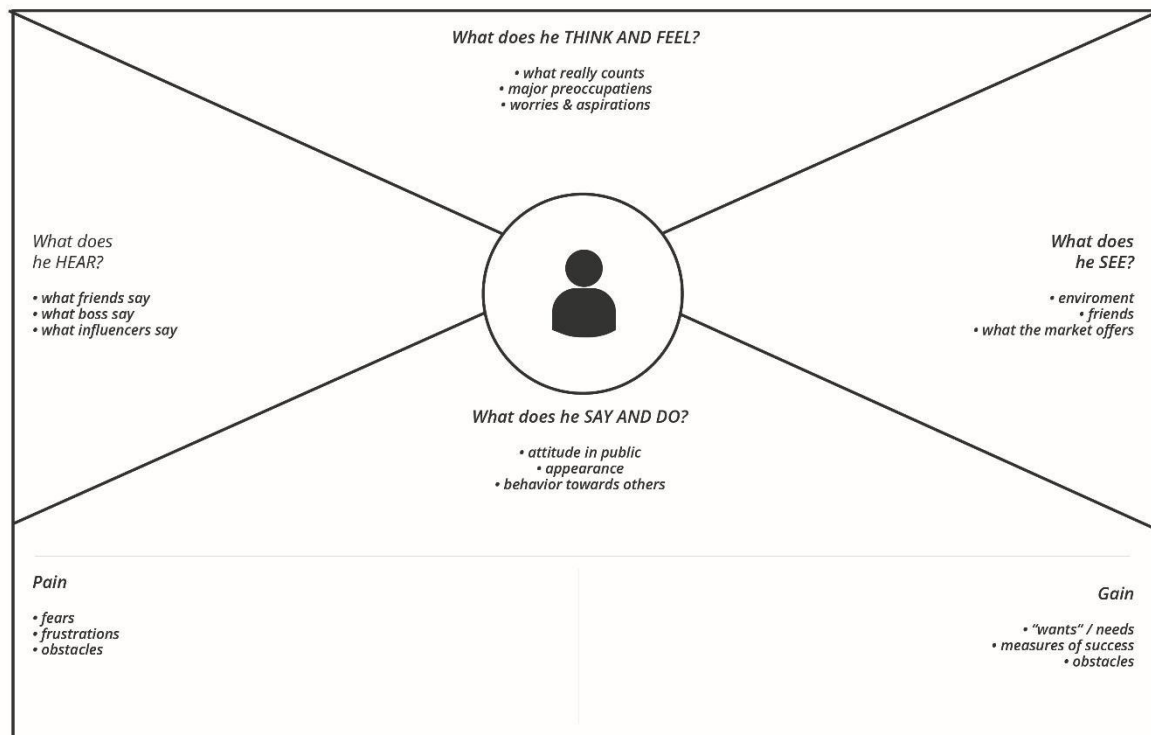 What does he THINK AND FEEL?
• what really counts
• major preoccupatiens
• worries & aspirations
What does
he HEAR?
• what friends say
• what boss say
• what influencers say
What does
he SEE?
• enviroment
• friends
• what the market offers
What does he SAY AND DO?
• attitude in public
• appearance
• behavior towards others
Pain
• fears
• frustrations
• obstacles
Gain
• “wants” / needs
• measures of success
• obstacles